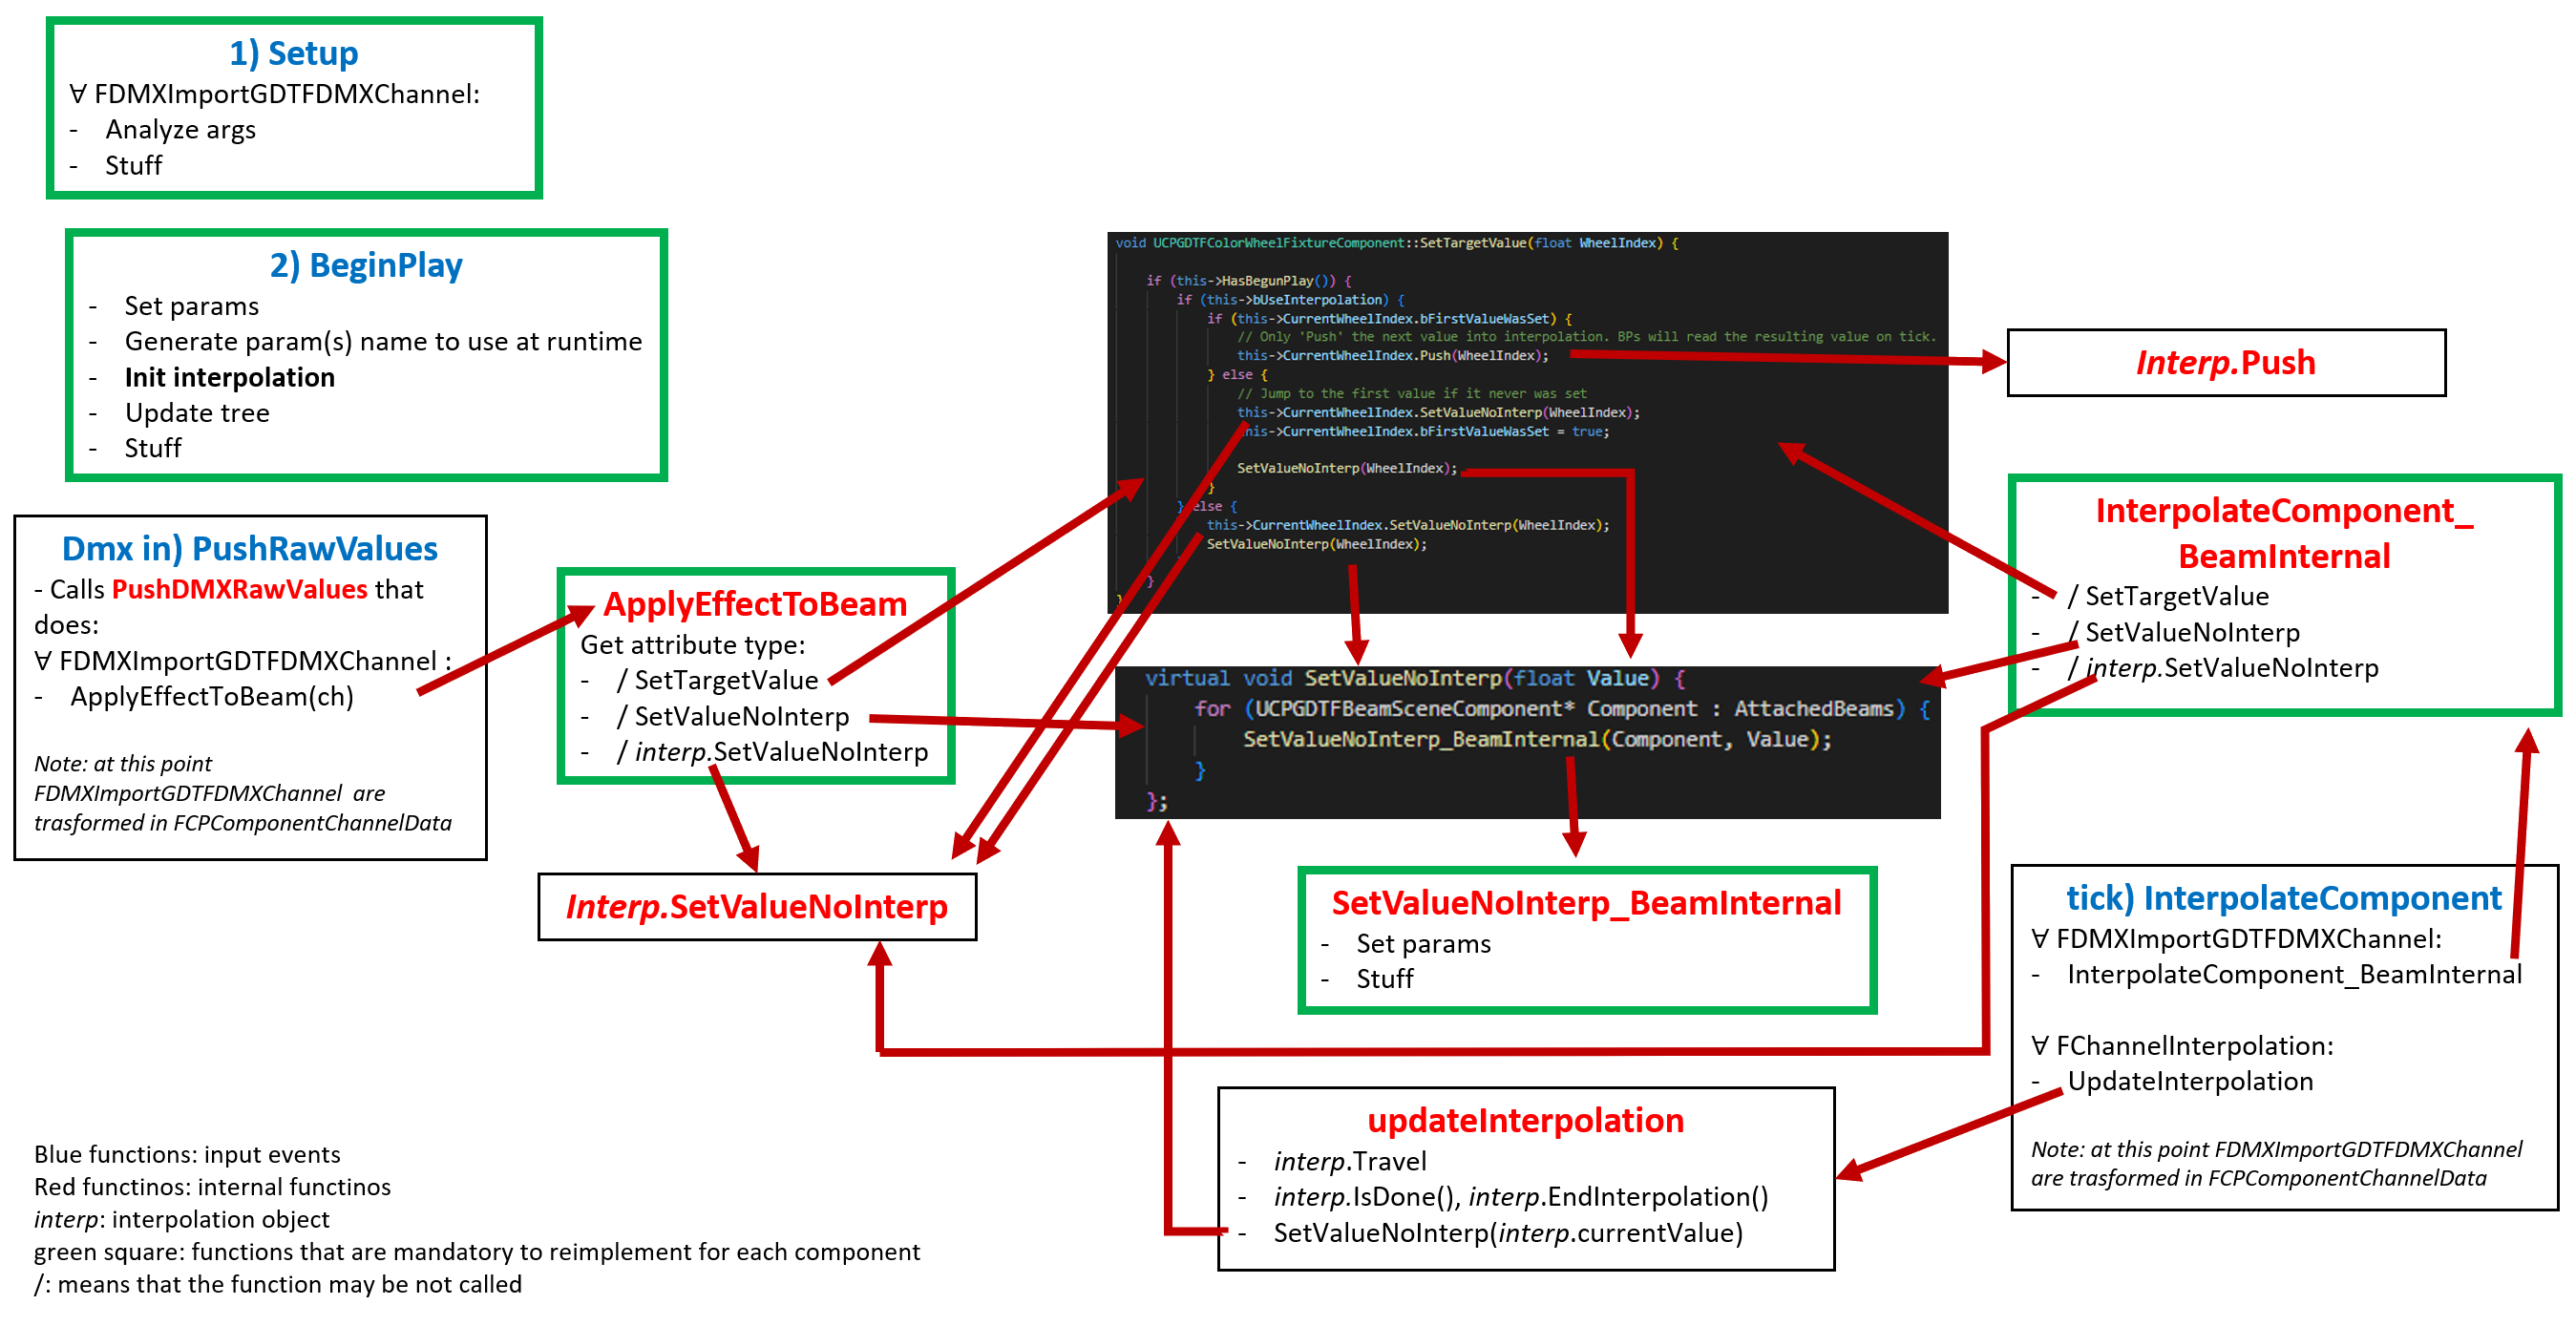 1) Setup
∀ FDMXImportGDTFDMXChannel:
- Analyze args
- Stuff
2) BeginPlay
- Set params
- Generate param(s) name to use at runtime
- Init interpolation
- Update tree
- Stuff
Dmx in) PushRawValues
- Calls PushDMXRawValues that
does:
∀ FDMXImportGDTFDMXChannel :
- ApplyEffectToBeam(ch)
Note: at this point
FDMXImportGDTFDMXChannel are
trasformed in FCPComponentChannelData
ApplyEffectToBeam
Get attribute type:
- / SetTargetValue
- / SetValueNoInterp
- / interp.SetValueNoInterp
Interp.SetValueNoInterp
void UCPGDTFColorWheelFixtureComponent::SetTargetValue(float WheelIndex) {
if (this->HasBegunPlay()) {
if (this->bUseInterpolation) {
if (this->CurrentWheelIndex.bFirstValueWasSet) {
// Only 'Push' the next value into interpolation. BPs will read the resulting value on tick.
this->CurrentWheelIndex.Push(WheelIndex);
} else {
// Jump to the first value if it never was set
this->CurrentWheelIndex.SetValueNoInterp(WheelIndex);
this->CurrentWheelIndex.bFirstValueWasSet = true;
SetValueNoInterp(WheelIndex);
}
} else {
this->CurrentWheelIndex.SetValueNoInterp(WheelIndex);
SetValueNoInterp(WheelIndex);
}
}
virtual void SetValueNoInterp(float Value) {
for (UCPGDTFBeamSceneComponent* Component : AttachedBeams) {
SetValueNoInterp_BeamInternal(Component, Value);
}
};
SetValueNoInterp_BeamInternal
- Set params
- Stuff
updateInterpolation
- interp.Travel
- interp.IsDone(), interp.EndInterpolation()
- SetValueNoInterp(interp.currentValue)
Interp.Push
InterpolateComponent_
BeamInternal
- / SetTargetValue
- / SetValueNoInterp
- / interp.SetValueNoInterp
tick) InterpolateComponent
∀ FDMXImportGDTFDMXChannel:
- InterpolateComponent_BeamInternal
∀ FChannelInterpolation:
- UpdateInterpolation
Note: at this point FDMXImportGDTFDMXChannel
are trasformed in FCPComponentChannelData
Blue functions: input events
Red functinos: internal functinos
interp: interpolation object
green square: functions that are mandatory to reimplement for each component
/: means that the function may be not called